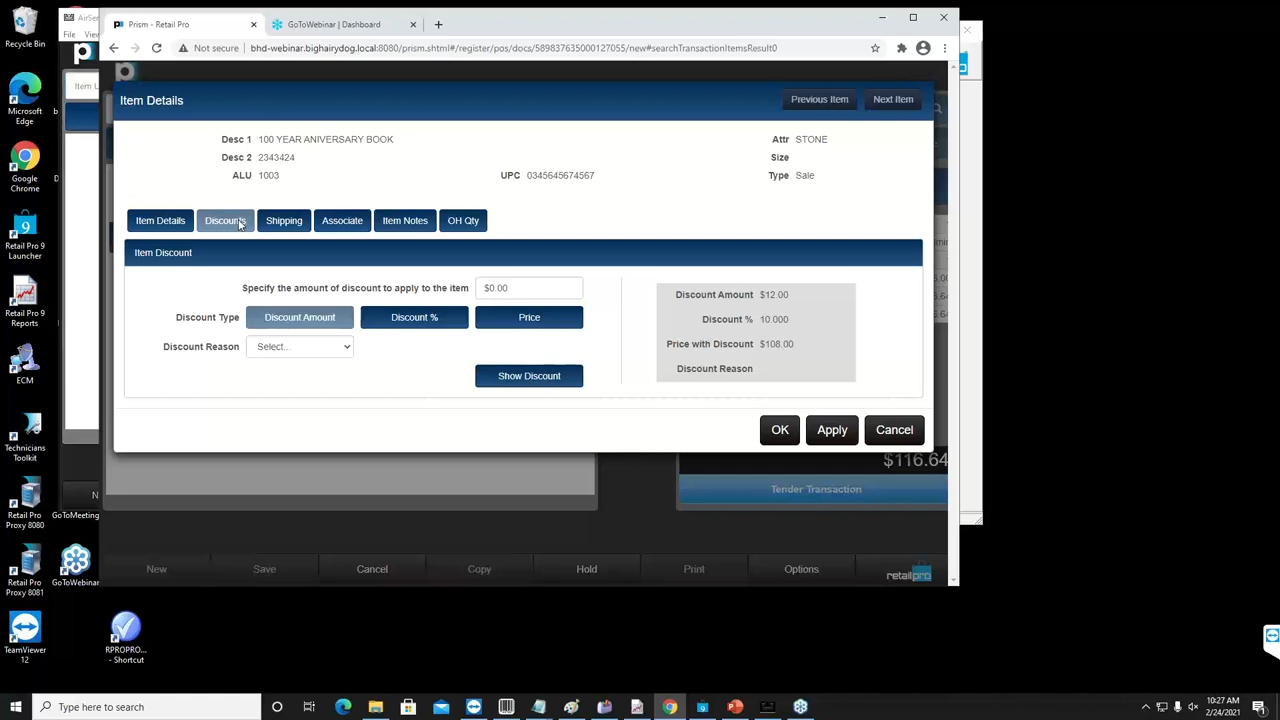 Recycle Bin
AirSer
File View
Prism - Retail Pro
GoToWebinar | Dashboard
Not secure bhd-webinar.bighairydog.local:8080/prism.shtml#/register/pos/docs/589837635000127055/new#searchTransactionItemsResult0
Microsoft Edge
Item L
Item Details
Previous Item Next Item
Desc 1 100 YEAR ANIVERSARY BOOK Attr STONE
Desc 2 2343424 Size
ALU 1003 UPC 0345645674567 Type Sale
Google Chrome
Item Details Discounts Shipping Associate Item Notes OH Qty
Retail Pro 9 Launcher
Item Discount
Specify the amount of discount to apply to the item $0.00
Discount Type Discount Amount Discount % Price
Discount Reason Select...
Show Discount
Discount Amount $12.00
Discount % 10.000
Price with Discount $108.00
Discount Reason
Retail Pro 9 Reports
ECM
OK Apply Cancel
$116.64
Tender Transaction
Technicians Toolkit
Retail Pro Proxy 8080
GoToMeeting
New Save Cancel Copy Hold Print Options
retailpro
Retail Pro Proxy 8081
GoToWebinar
TeamViewer 12
RPROPRO... - Shortcut
Type here to search
10:27 AM
2/24/2021